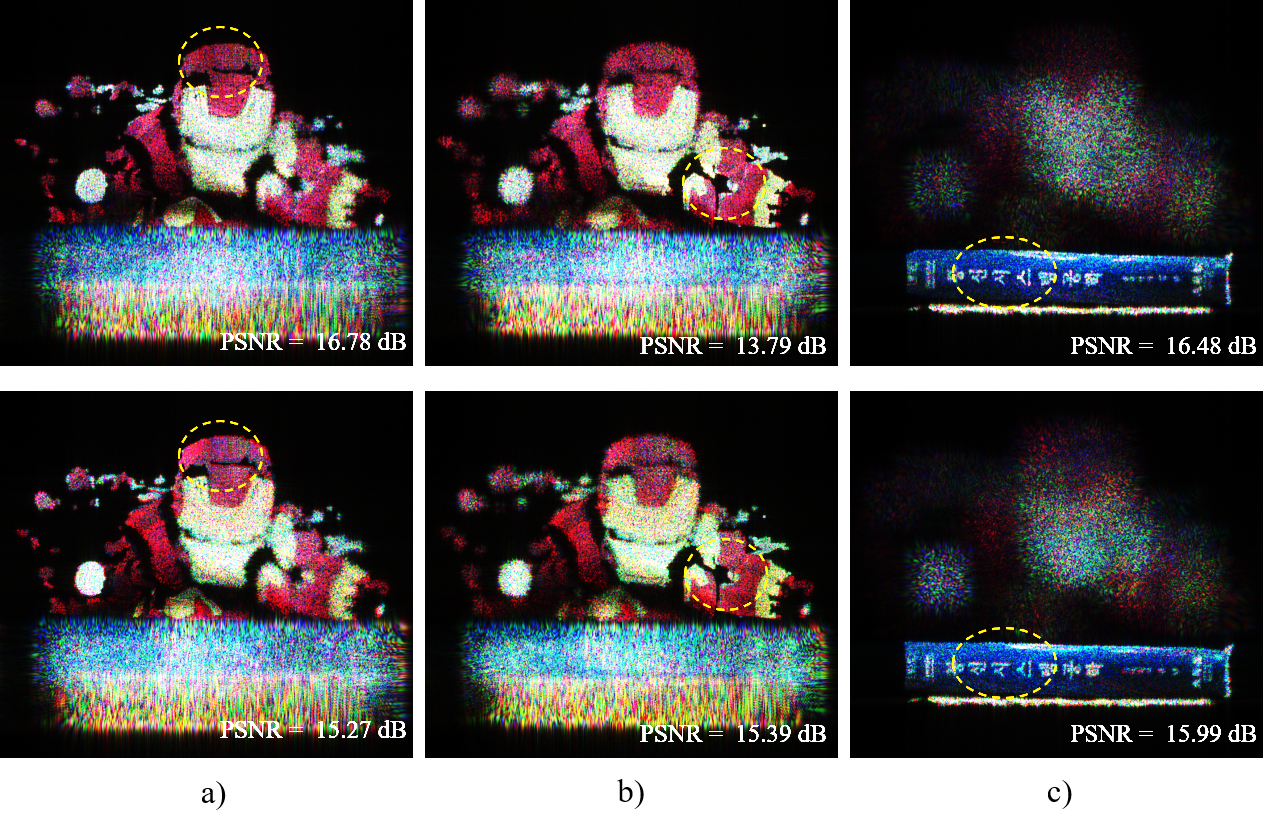 PSNR = 16.78 dB
PSNR = 13.79 dB
PSNR = 16.48 dB
PSNR = 15.27 dB
PSNR = 15.39 dB
PSNR = 15.99 dB
a)
b)
c)